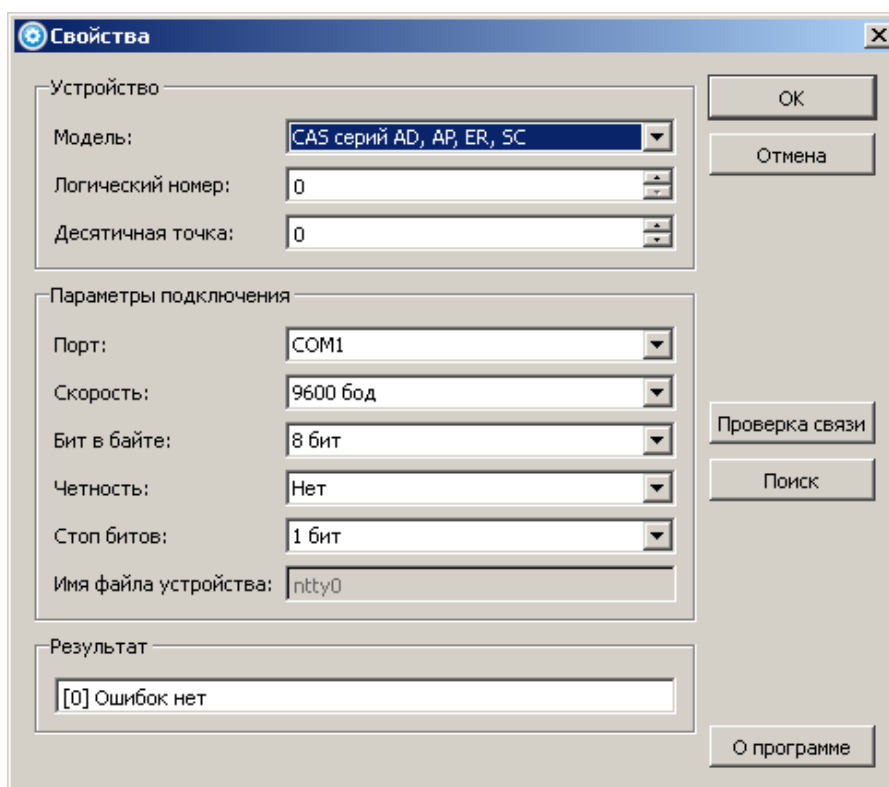 Свойства
Устройство
Модель: CAS серий AD, AP, ER, SC
Логический номер: 0
Десятичная точка: 0
Параметры подключения
Порт: COM1
Скорость: 9600 бод
Бит в байте: 8 бит
Четность: Нет
Стоп битов: 1 бит
Имя файла устройства: ntty0
Результат
[0] Ошибок нет
OK
Отмена
Проверка связи
Поиск
О программе